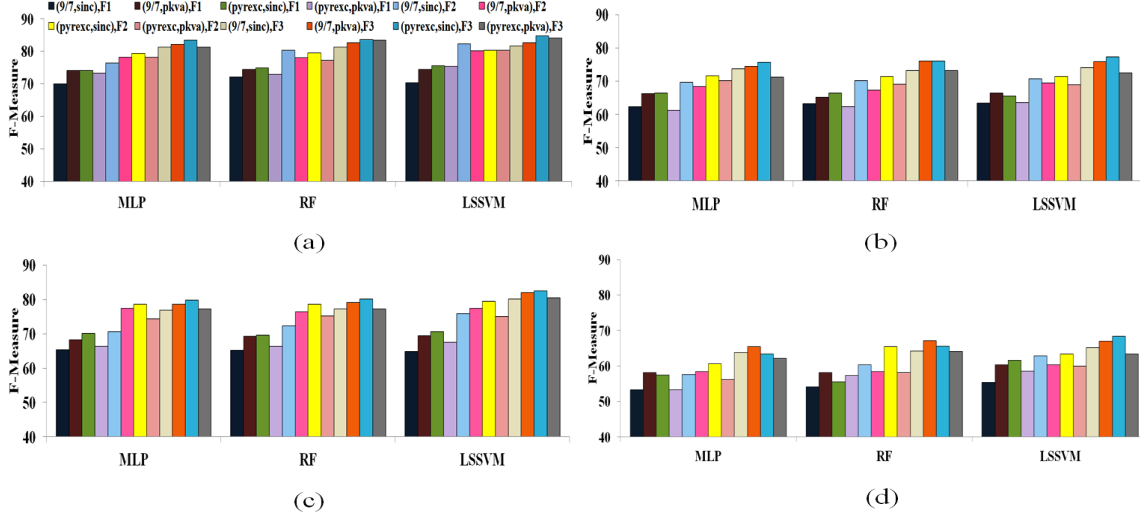 (9/7,sinc),F1 (9/7,pkva),F1 (pyrexc,sinc),F1 (pyrexc,pkva),F1 (9/7,sinc),F2 (9/7,pkva),F2
(pyrexc,sinc),F2 (pyrexc,pkva),F2 (9/7,sinc),F3 (9/7,pkva),F3 (pyrexc,sinc),F3 (pyrexc,pkva),F3
F-Measure
90
80
70
60
50
40
MLP RF LSSVM
(a)
F-Measure
90
80
70
60
50
40
MLP RF LSSVM
(b)
F-Measure
90
80
70
60
50
40
MLP RF LSSVM
(c)
F-Measure
90
80
70
60
50
40
MLP RF LSSVM
(d)